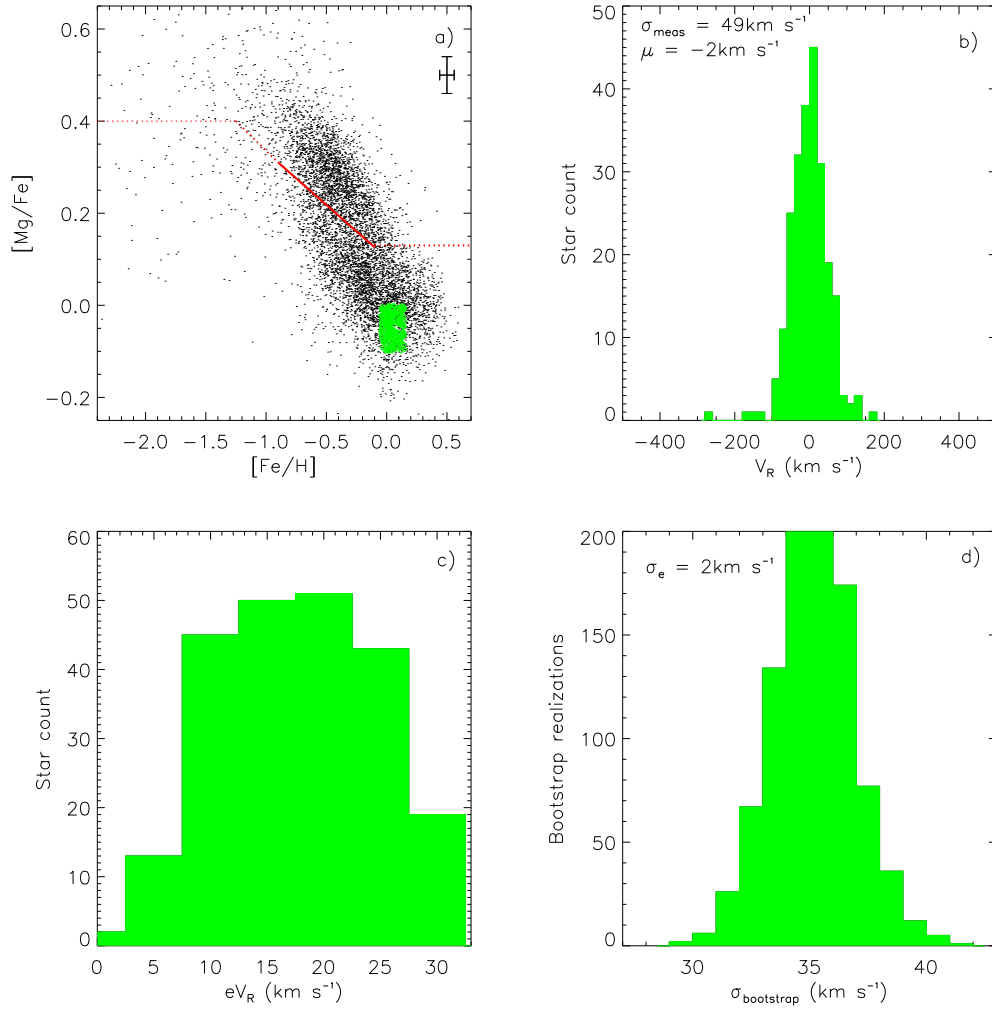 a)
0.6
0.4
0.2
0.0
−0.2
[Mg/Fe]
−2.0 −1.5 −1.0 −0.5 0.0 0.5
[Fe/H]
b)
σmeas = 49km s⁻¹
μ = −2km s⁻¹
50
40
30
20
10
0
Star count
−400 −200 0 200 400
V_R (km s⁻¹)
c)
60
50
40
30
20
10
0
Star count
0 5 10 15 20 25 30
eV_R (km s⁻¹)
d)
σe = 2km s⁻¹
200
150
100
50
0
Bootstrap realizations
30 35 40
σbootstrap (km s⁻¹)